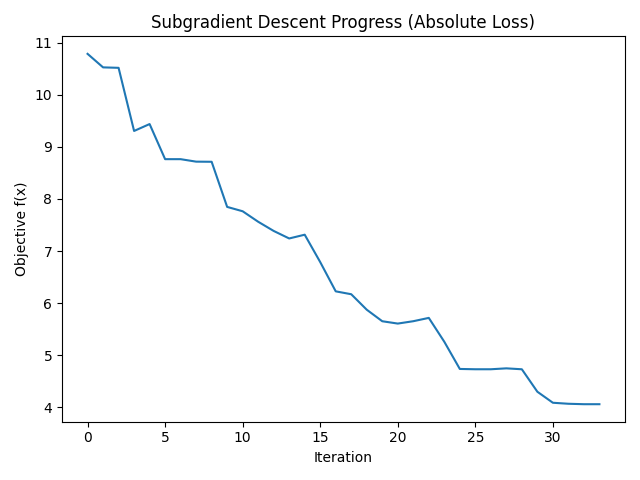 Subgradient Descent Progress (Absolute Loss)
11
10
9
8
7
6
5
4
Objective f(x)
0 5 10 15 20 25 30
Iteration